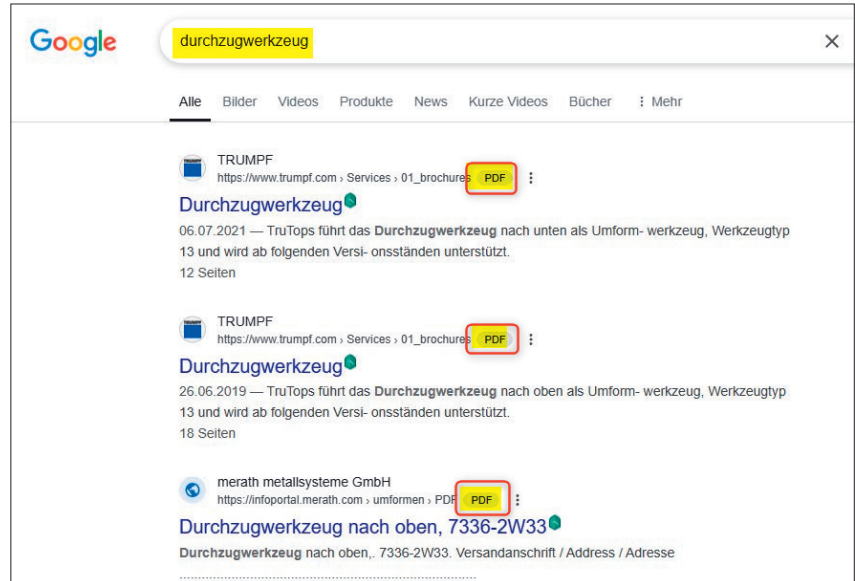 Google
durchzugwerkzeug
Alle Bilder Videos Produkte News Kurze Videos Bücher Mehr
TRUMPF
https://www.trumpf.com › Services › 01_brochures PDF
Durchzugwerkzeug
06.07.2021 — TruTops führt das Durchzugwerkzeug nach unten als Umform- werkzeug, Werkzeugtyp
13 und wird ab folgenden Versi- onsständen unterstützt.
12 Seiten
TRUMPF
https://www.trumpf.com › Services › 01_brochures PDF
Durchzugwerkzeug
26.06.2019 — TruTops führt das Durchzugwerkzeug nach oben als Umform- werkzeug, Werkzeugtyp
13 und wird ab folgenden Versi- onsständen unterstützt.
18 Seiten
merath metallsysteme GmbH
https://infoportal.merath.com › umformen › PDF PDF
Durchzugwerkzeug nach oben, 7336-2W33
Durchzugwerkzeug nach oben,. 7336-2W33. Versandanschrift / Address / Adresse